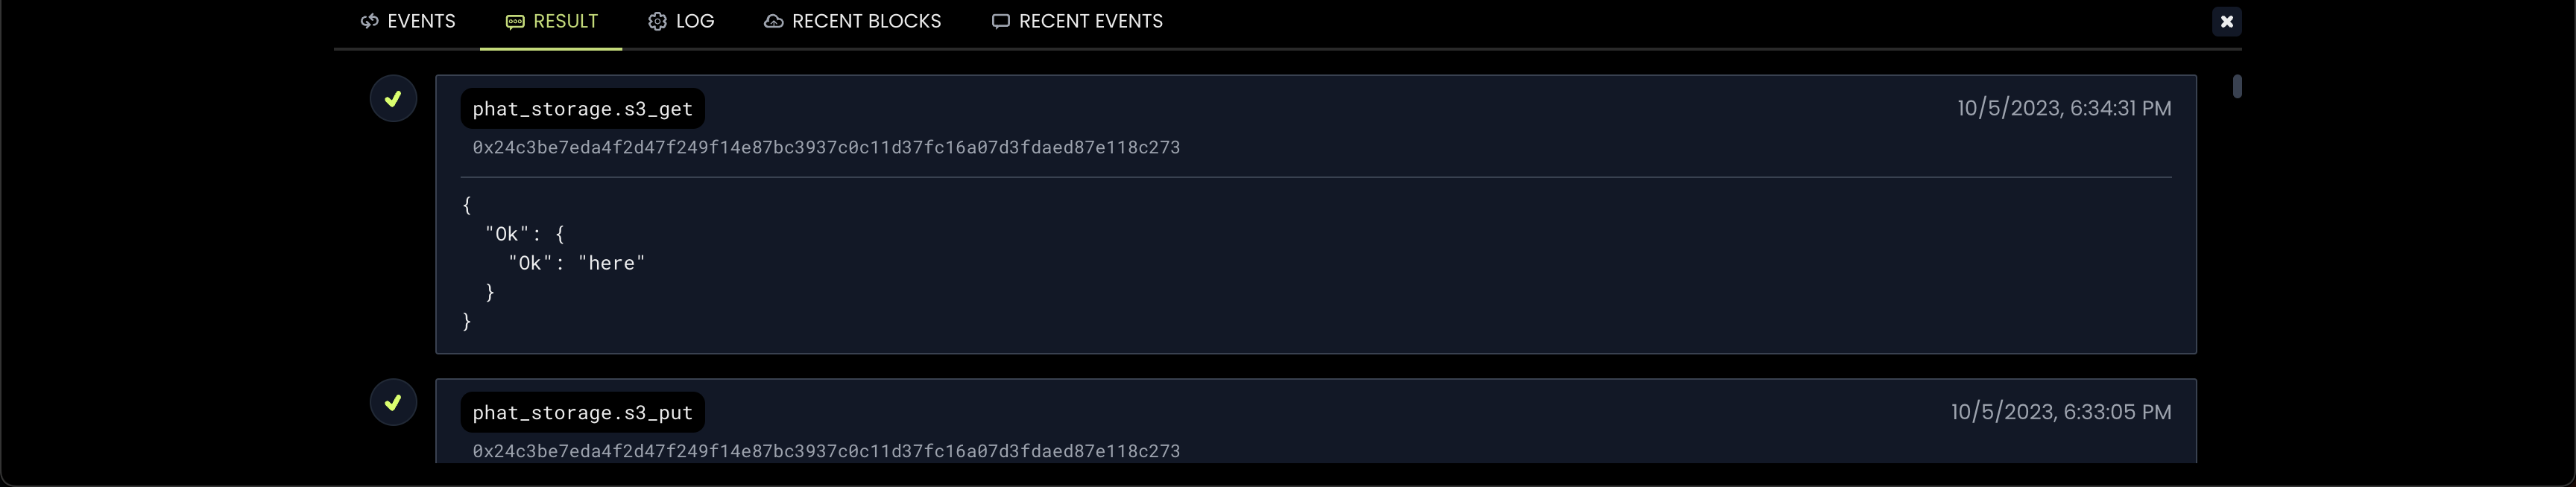 EVENTS RESULT LOG RECENT BLOCKS RECENT EVENTS
phat_storage.s3_get 10/5/2023, 6:34:31 PM
0x24c3be7eda4f2d47f249f14e87bc3937c0c11d37fc16a07d3fdaed87e118c273
{
  "Ok": {
    "Ok": "here"
  }
}
phat_storage.s3_put 10/5/2023, 6:33:05 PM
0x24c3be7eda4f2d47f249f14e87bc3937c0c11d37fc16a07d3fdaed87e118c273